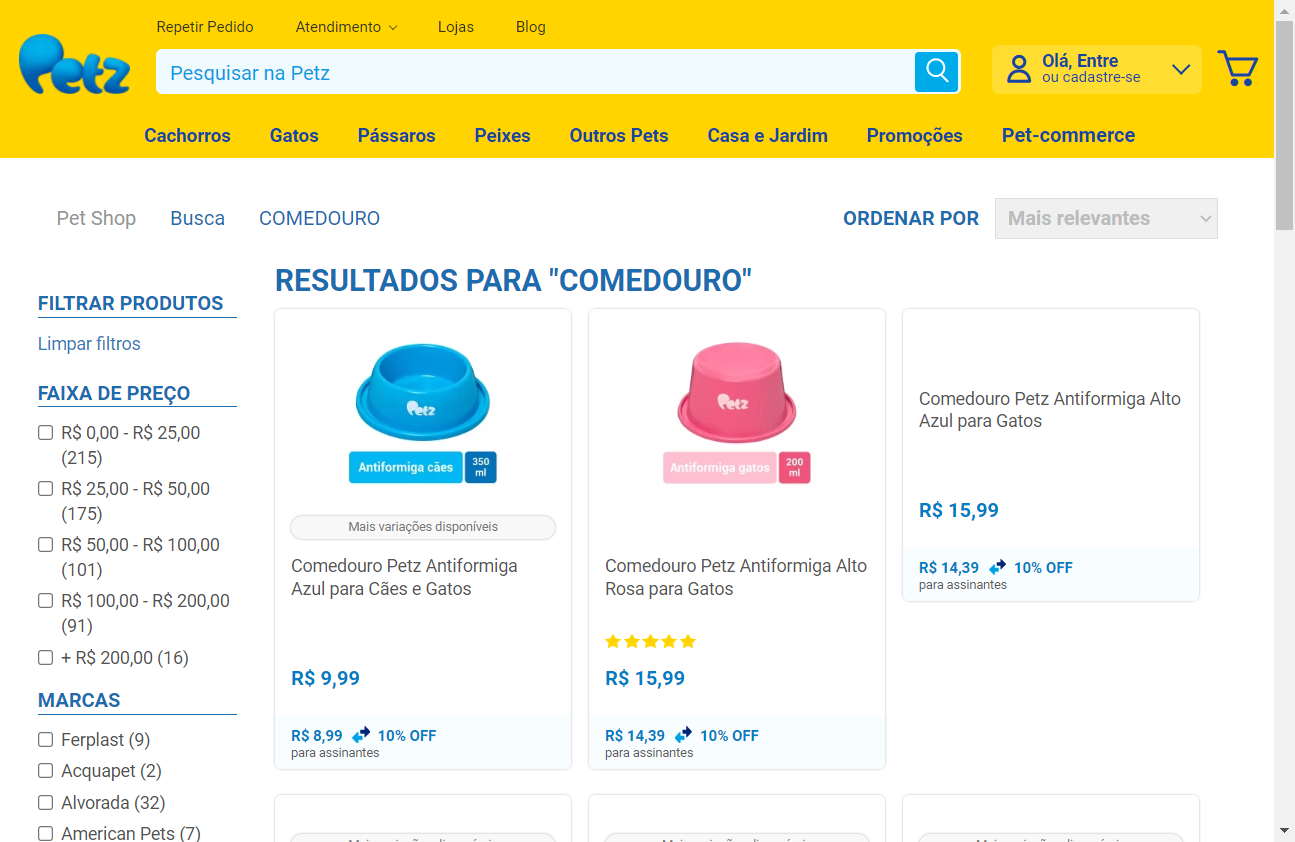 Repetir Pedido
Atendimento
Lojas
Blog
Petz
Pesquisar na Petz
Olá, Entre
ou cadastre-se
Cachorros
Gatos
Pássaros
Peixes
Outros Pets
Casa e Jardim
Promoções
Pet-commerce
Pet Shop
Busca
COMEDOURO
ORDENAR POR
Mais relevantes
RESULTADOS PARA "COMEDOURO"
FILTRAR PRODUTOS
Limpar filtros
FAIXA DE PREÇO
R$ 0,00 - R$ 25,00
(215)
R$ 25,00 - R$ 50,00
(175)
R$ 50,00 - R$ 100,00
(101)
R$ 100,00 - R$ 200,00
(91)
+ R$ 200,00 (16)
MARCAS
Ferplast (9)
Acquapet (2)
Alvorada (32)
American Pets (7)
Petz
Antiformiga cães
350
ml
Mais variações disponíveis
Comedouro Petz Antiformiga
Azul para Cães e Gatos
R$ 9,99
R$ 8,99
10% OFF
para assinantes
Petz
Antiformiga gatos
200
ml
Comedouro Petz Antiformiga Alto
Rosa para Gatos
R$ 15,99
R$ 14,39
10% OFF
para assinantes
Comedouro Petz Antiformiga Alto
Azul para Gatos
R$ 15,99
R$ 14,39
10% OFF
para assinantes